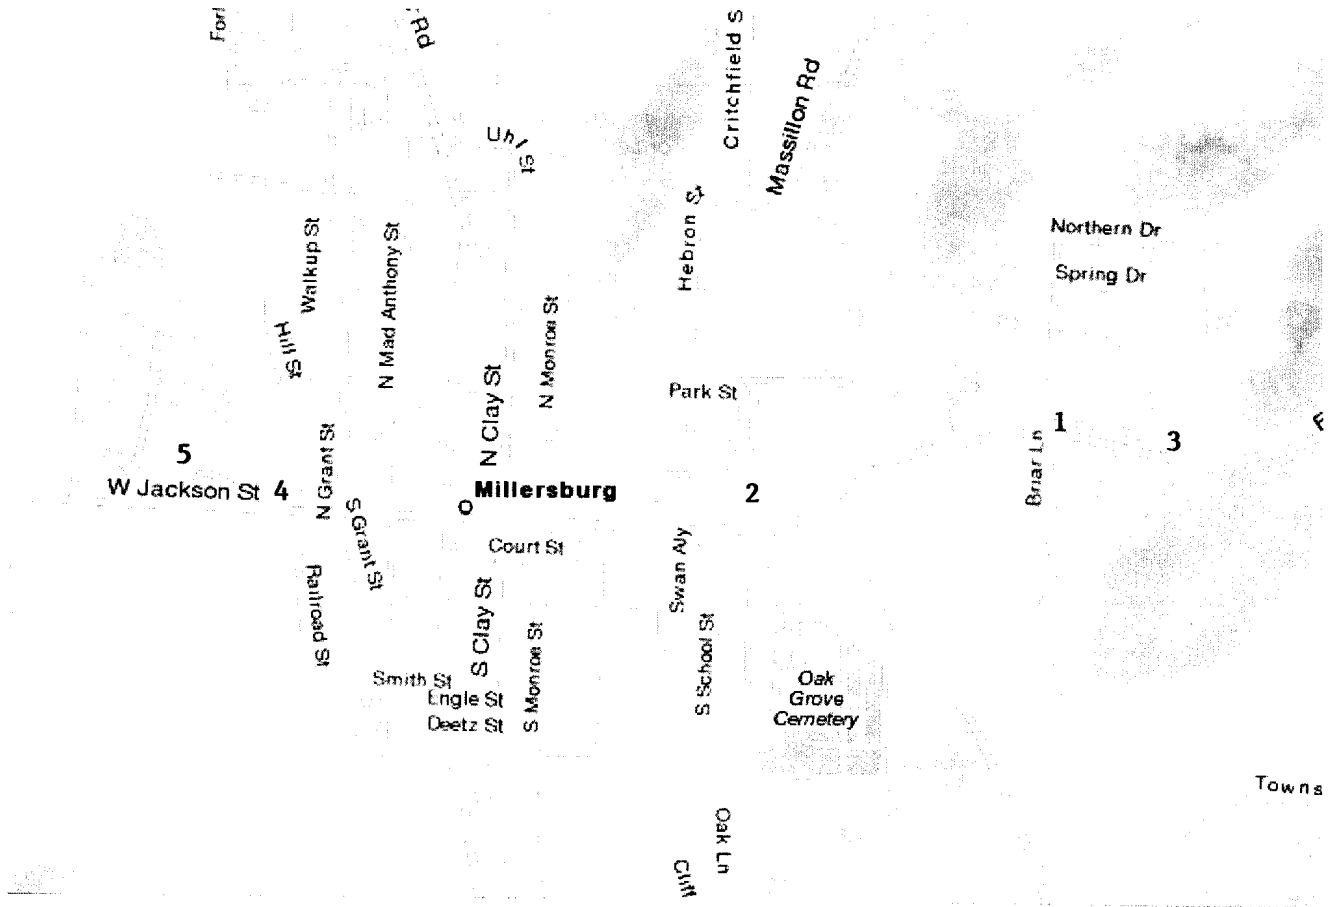 Rd
Critchfield S
Massillon Rd
Uhl St
Hebron St
Walkup St
N Mad Anthony St
Northern Dr
Spring Dr
Hill St
N Monroe St
N Clay St
Park St
1
3
5
N Grant St
Briar Ln
W Jackson St 4
Millersburg
2
S Grant St
Court St
Swan Aly
Railroad St
S Clay St
S Monroe St
S School St
Smith St
Engle St
Deetz St
Oak
Grove
Cemetery
Towns
Oak Ln
Cliff